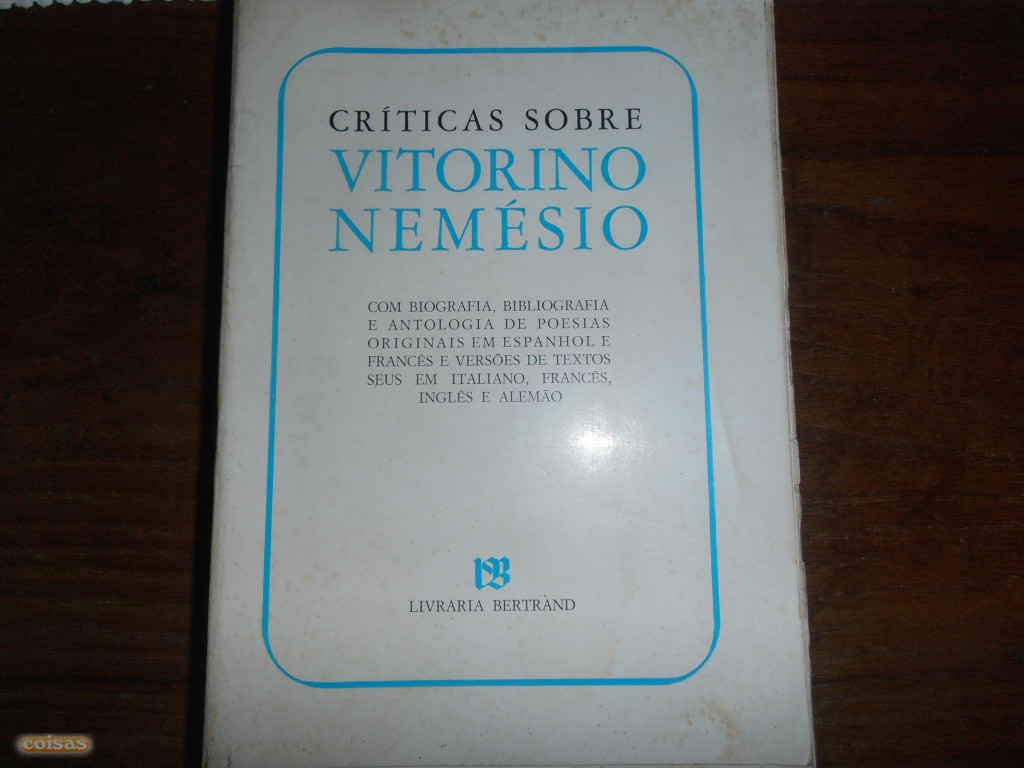 CRÍTICAS SOBRE
VITORINO
NEMÉSIO
COM BIOGRAFIA, BIBLIOGRAFIA
E ANTOLOGIA DE POESIAS
ORIGINAIS EM ESPANHOL E
FRANCÊS E VERSÕES DE TEXTOS
SEUS EM ITALIANO, FRANCÊS,
INGLÊS E ALEMÃO
LB
LIVRARIA BERTRAND
coisas